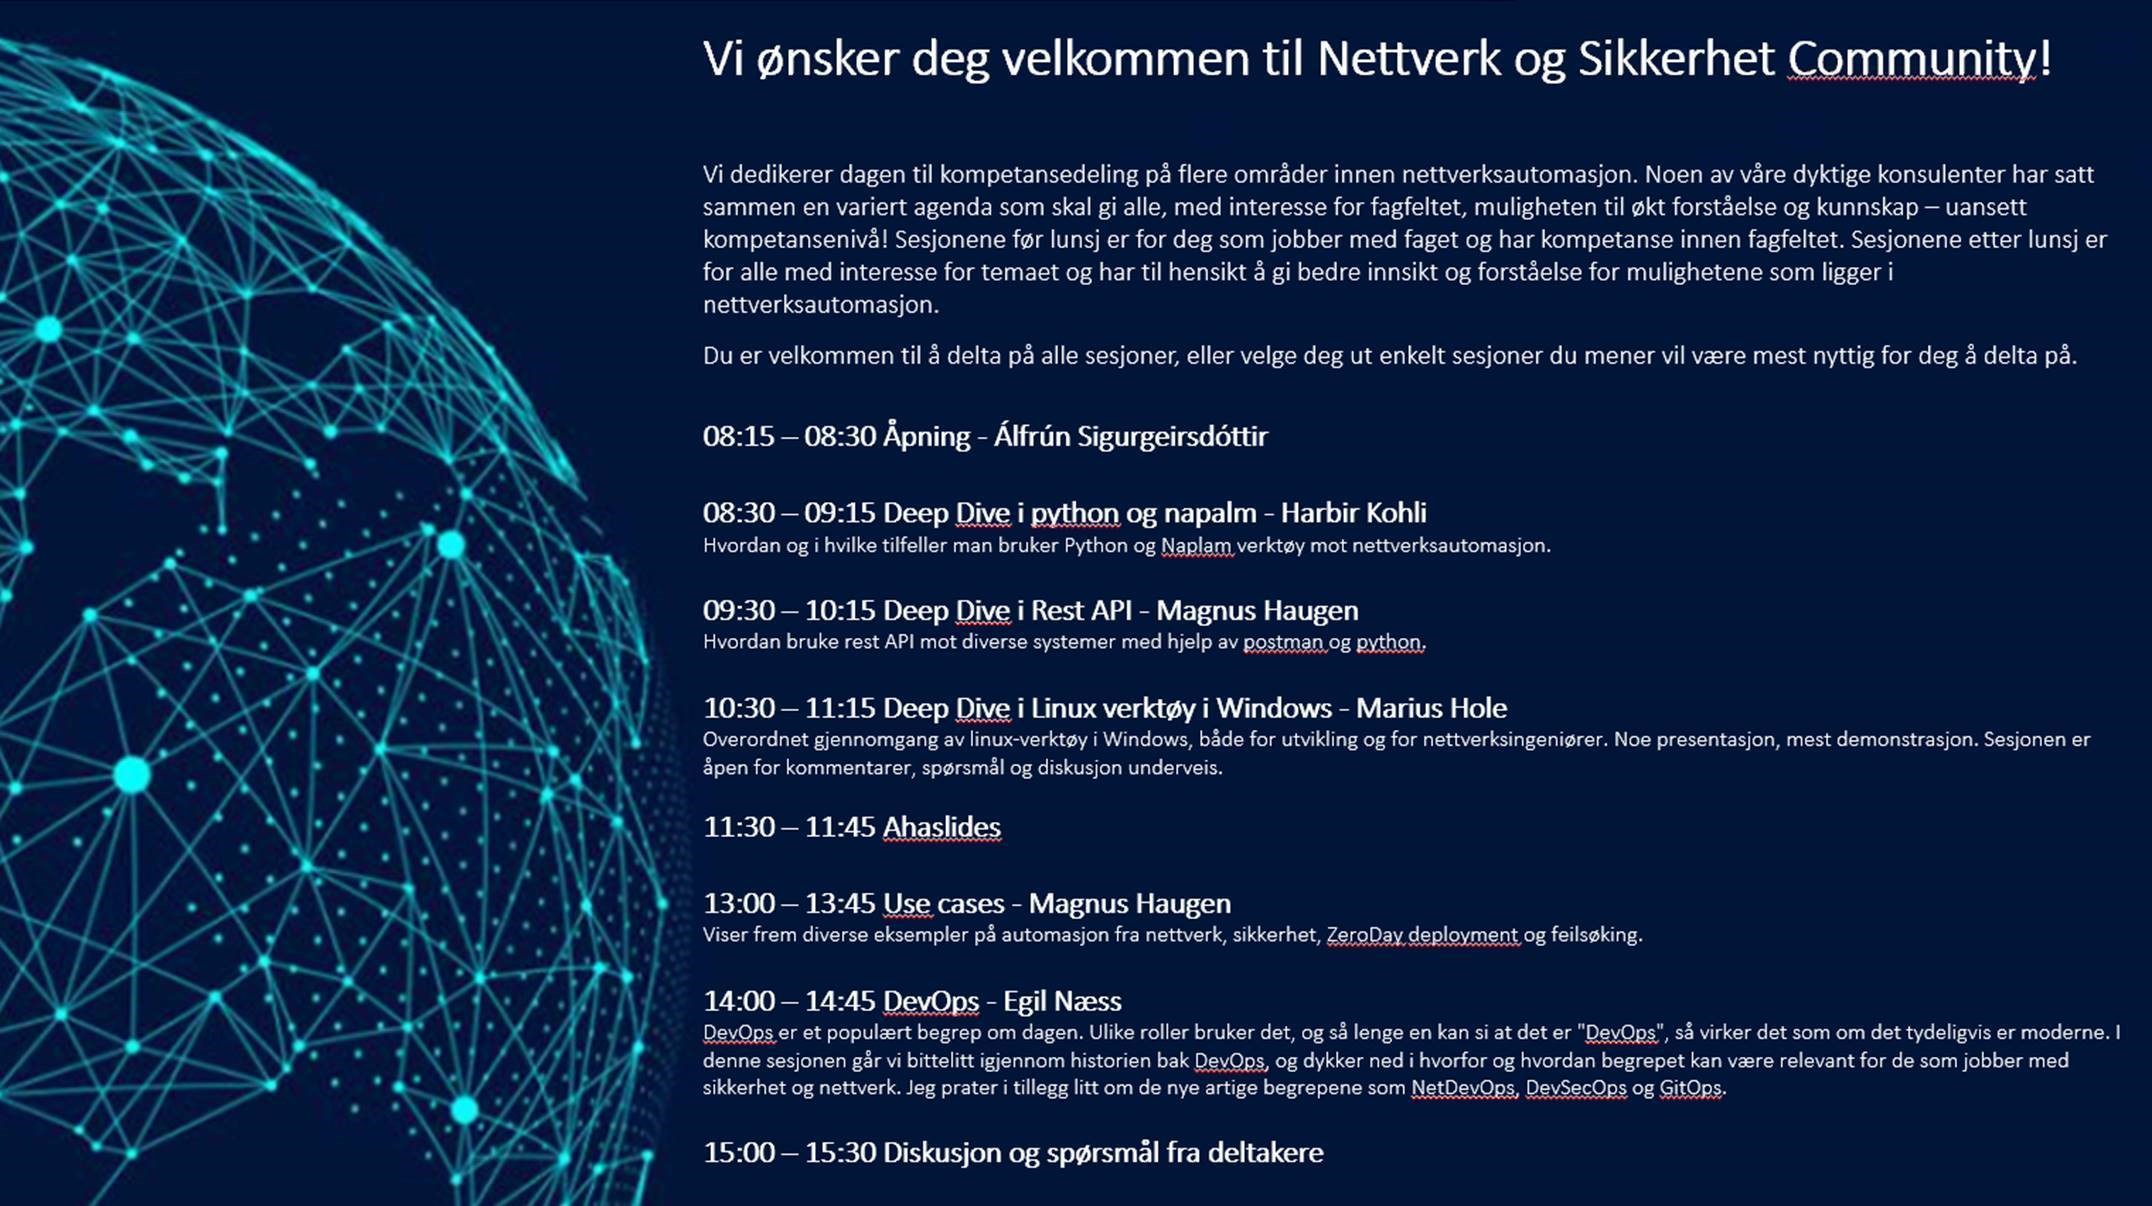 Vi ønsker deg velkommen til Nettverk og Sikkerhet Community!
Vi dedikerer dagen til kompetansedeling på flere områder innen nettverksautomasjon. Noen av våre dyktige konsulenter har satt
sammen en variert agenda som skal gi alle, med interesse for fagfeltet, muligheten til økt forståelse og kunnskap – uansett
kompetansenivå! Sesjonene før lunsj er for deg som jobber med faget og har kompetanse innen fagfeltet. Sesjonene etter lunsj er
for alle med interesse for temaet og har til hensikt å gi bedre innsikt og forståelse for mulighetene som ligger i
nettverksautomasjon.
Du er velkommen til å delta på alle sesjoner, eller velge deg ut enkelt sesjoner du mener vil være mest nyttig for deg å delta på.
08:15 – 08:30 Åpning - Álfrún Sigurgeirsdóttir
08:30 – 09:15 Deep Dive i python og napalm - Harbir Kohli
Hvordan og i hvilke tilfeller man bruker Python og Naplam verktøy mot nettverksautomasjon.
09:30 – 10:15 Deep Dive i Rest API - Magnus Haugen
Hvordan bruke rest API mot diverse systemer med hjelp av postman og python.
10:30 – 11:15 Deep Dive i Linux verktøy i Windows - Marius Hole
Overordnet gjennomgang av linux-verktøy i Windows, både for utvikling og for nettverksingeniører. Noe presentasjon, mest demonstrasjon. Sesjonen er
åpen for kommentarer, spørsmål og diskusjon underveis.
11:30 – 11:45 Ahaslides
13:00 – 13:45 Use cases - Magnus Haugen
Viser frem diverse eksempler på automasjon fra nettverk, sikkerhet, ZeroDay deployment og feilsøking.
14:00 – 14:45 DevOps - Egil Næss
DevOps er et populært begrep om dagen. Ulike roller bruker det, og så lenge en kan si at det er "DevOps", så virker det som om det tydeligvis er moderne. I
denne sesjonen går vi bittelitt igjennom historien bak DevOps, og dykker ned i hvorfor og hvordan begrepet kan være relevant for de som jobber med
sikkerhet og nettverk. Jeg prater i tillegg litt om de nye artige begrepene som NetDevOps, DevSecOps og GitOps.
15:00 – 15:30 Diskusjon og spørsmål fra deltakere